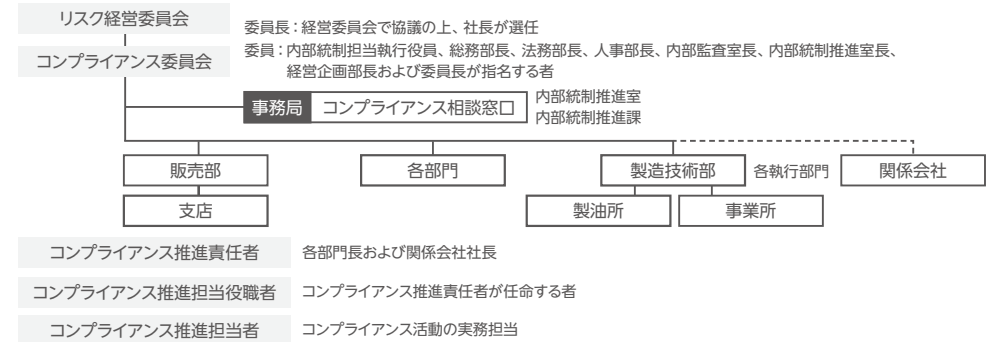 リスク経営委員会
委員長：経営委員会で協議の上、社長が選任
コンプライアンス委員会
委員：内部統制担当執行役員、総務部長、法務部長、人事部長、内部監査室長、内部統制推進室長、
経営企画部長および委員長が指名する者
事務局 コンプライアンス相談窓口
内部統制推進室
内部統制推進課
販売部 各部門 製造技術部 各執行部門 関係会社
支店 製油所 事業所
コンプライアンス推進責任者 各部門長および関係会社社長
コンプライアンス推進担当役職者 コンプライアンス推進責任者が任命する者
コンプライアンス推進担当者 コンプライアンス活動の実務担当